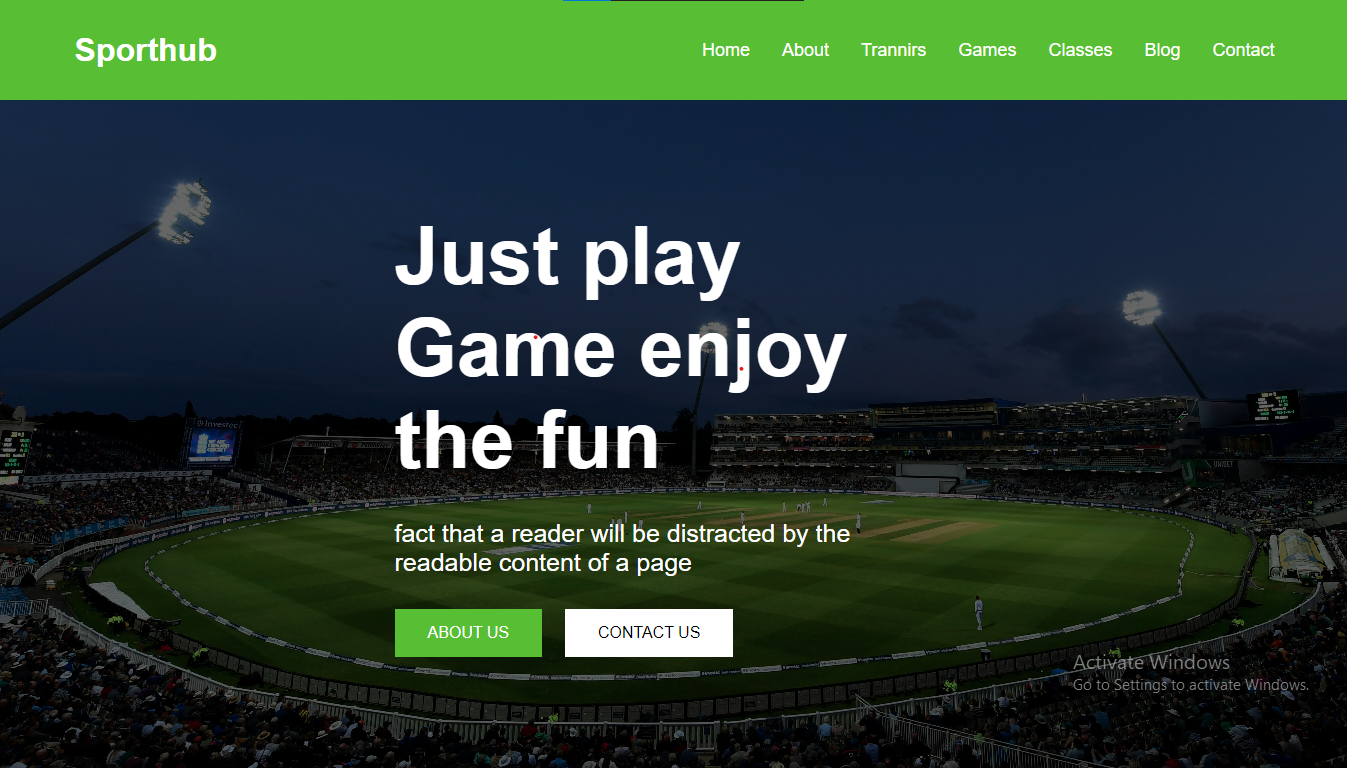 Sporthub
Home About Trannirs Games Classes Blog Contact
Just play
Game enjoy
the fun
fact that a reader will be distracted by the
readable content of a page
ABOUT US CONTACT US
Investec
Activate Windows
Go to Settings to activate Windows.